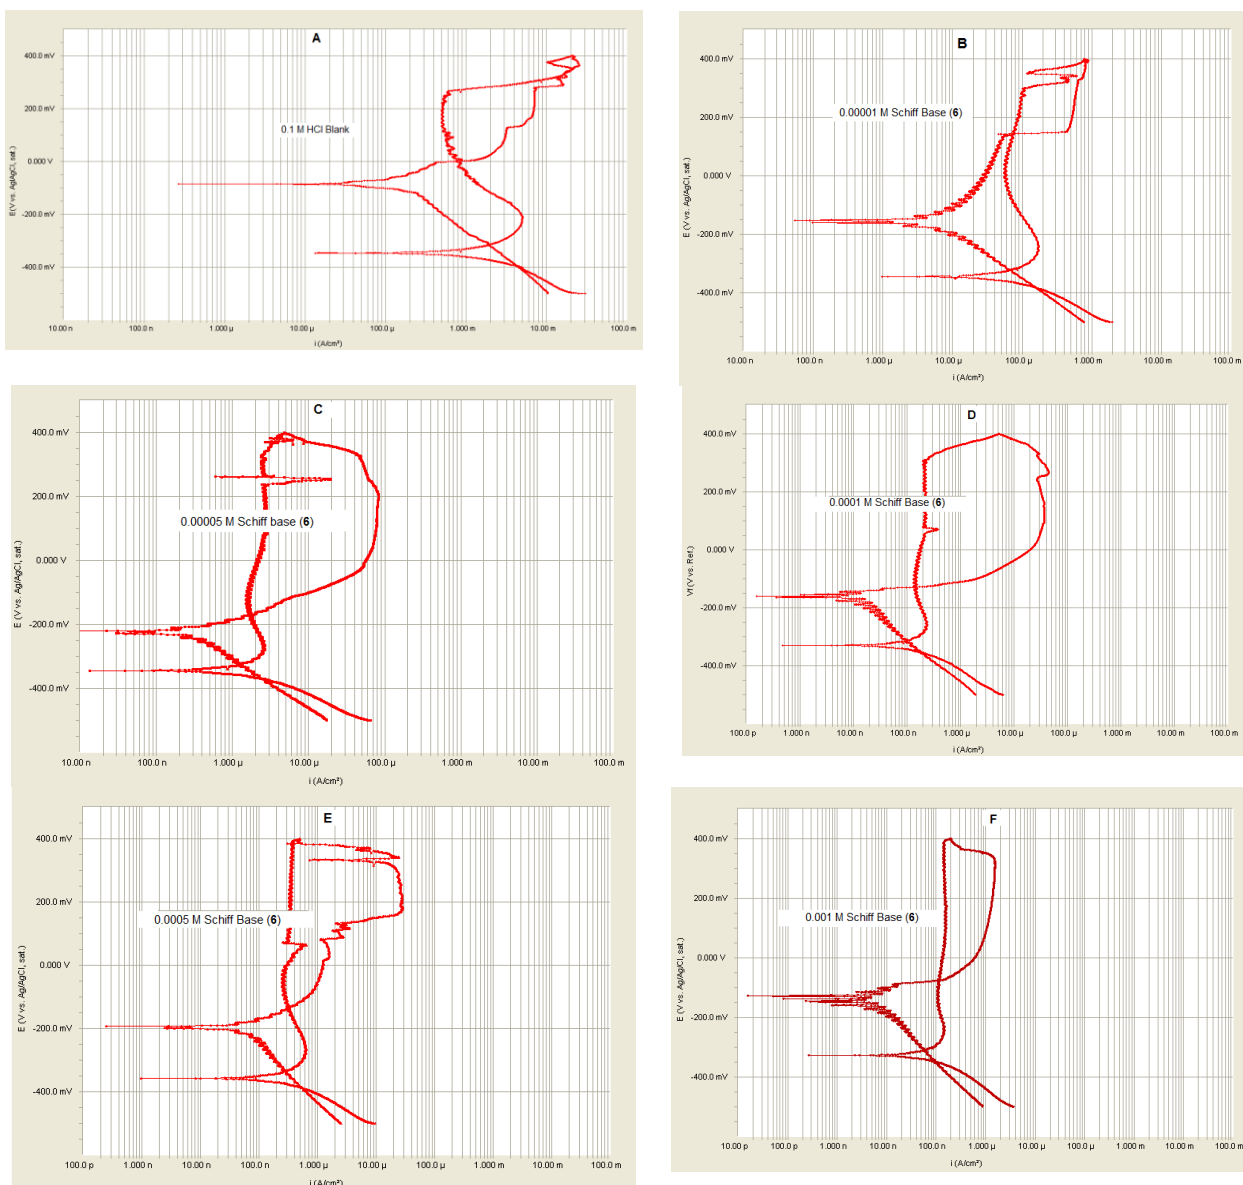 A
400.0 mV
200.0 mV
0.000 V
-200.0 mV
-400.0 mV
E(V vs. Ag/AgCl, sat.)
0.1 M HCl Blank
10.00 n
100.0 n
1.000 µ
10.00 µ
100.0 µ
1.000 m
10.00 m
100.0 m
i (A/cm²)
B
400.0 mV
200.0 mV
0.000 V
-200.0 mV
-400.0 mV
E (V vs. Ag/AgCl, sat.)
0.00001 M Schiff Base (6)
10.00 n
100.0 n
1.000 µ
10.00 µ
100.0 µ
1.000 m
10.00 m
100.0 m
i (A/cm²)
C
400.0 mV
200.0 mV
0.000 V
-200.0 mV
-400.0 mV
E (V vs. Ag/AgCl, sat.)
0.00005 M Schiff base (6)
10.00 n
100.0 n
1.000 µ
10.00 µ
100.0 µ
1.000 m
10.00 m
100.0 m
i (A/cm²)
D
400.0 mV
200.0 mV
0.000 V
-200.0 mV
-400.0 mV
Vf (V vs. Ref.)
0.0001 M Schiff Base (6)
100.0 p
1.000 n
10.00 n
100.0 n
1.000 µ
10.00 µ
100.0 µ
1.000 m
10.00 m
100.0 m
i (A/cm²)
E
400.0 mV
200.0 mV
0.000 V
-200.0 mV
-400.0 mV
E (V vs. Ag/AgCl, sat.)
0.0005 M Schiff Base (6)
100.0 p
1.000 n
10.00 n
100.0 n
1.000 µ
10.00 µ
100.0 µ
1.000 m
10.00 m
100.0 m
i (A/cm²)
F
400.0 mV
200.0 mV
0.000 V
-200.0 mV
-400.0 mV
E (V vs. Ag/AgCl, sat.)
0.001 M Schiff Base (6)
10.00 p
100.0 p
1.000 n
10.00 n
100.0 n
1.000 µ
10.00 µ
100.0 µ
1.000 m
10.00 m
100.0 m
i (A/cm²)